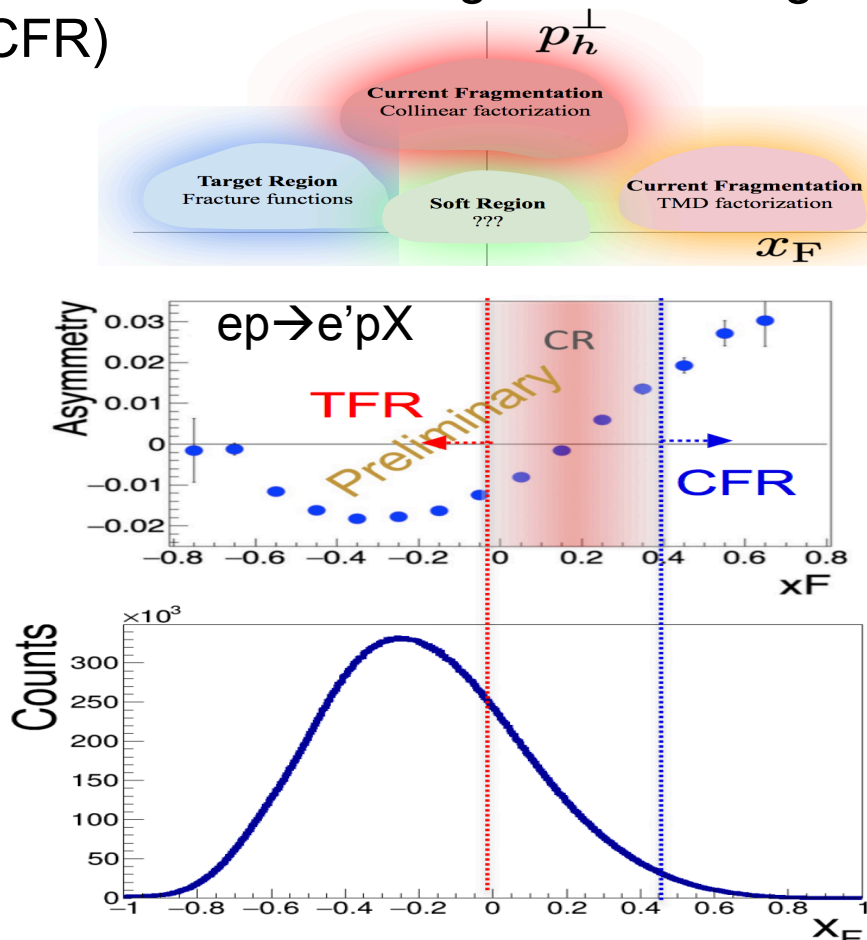 CFR)
p_h^⊥
Current Fragmentation
Collinear factorization
Target Region
Fracture functions
Soft Region
???
Current Fragmentation
TMD factorization
x_F
Asymmetry
ep→e'pX
CR
TFR
Preliminary
CFR
0.03
0.02
0.01
0
−0.01
−0.02
−0.8 −0.6 −0.4 −0.2 0 0.2 0.4 0.6 0.8
xF
×10³
Counts
300
250
200
150
100
50
0
−1 −0.8 −0.6 −0.4 −0.2 0 0.2 0.4 0.6 0.8 1
x_F